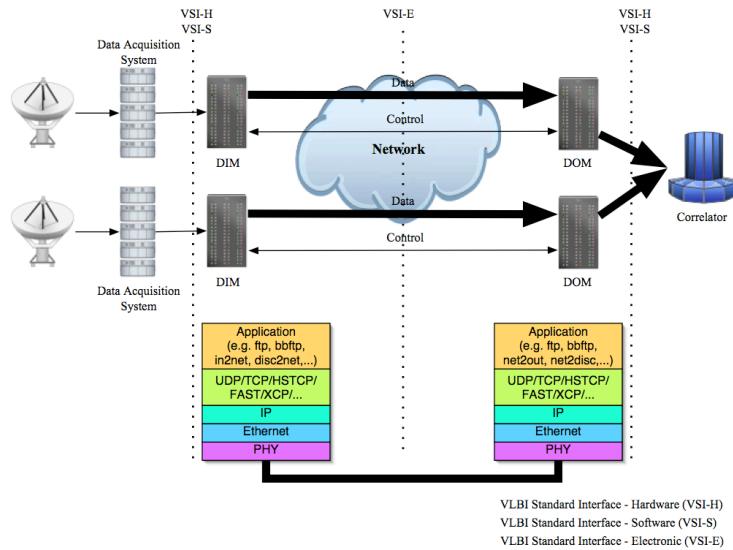 VSI-H
VSI-S
VSI-E
VSI-H
VSI-S
Data Acquisition
System
Data
Control
Network
DIM
DOM
Correlator
Data
Control
DIM
DOM
Data Acquisition
System
Application
(e.g. ftp, bbftp,
in2net, disc2net,...)
UDP/TCP/HSTCP/
FAST/XCP/...
IP
Ethernet
PHY
Application
(e.g. ftp, bbftp,
net2out, net2disc,...)
UDP/TCP/HSTCP/
FAST/XCP/...
IP
Ethernet
PHY
VLBI Standard Interface - Hardware (VSI-H)
VLBI Standard Interface - Software (VSI-S)
VLBI Standard Interface - Electronic (VSI-E)